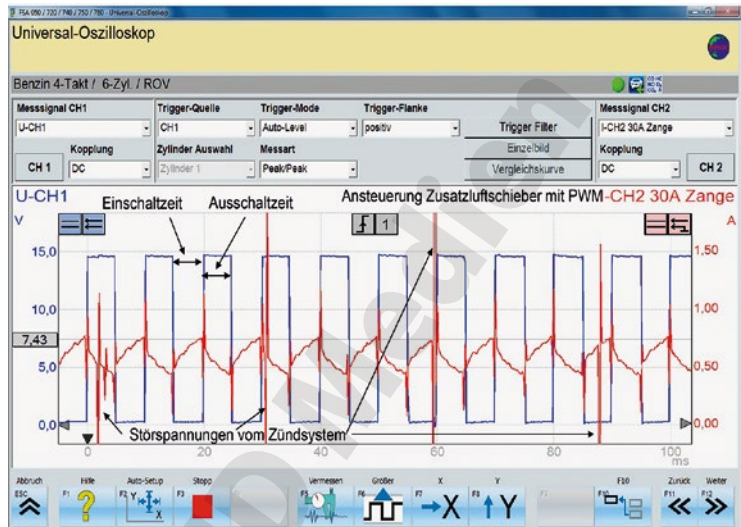 FSA 050 / 720 / 740 / 750 / 760 - Universal-Oszilloskop
Universal-Oszilloskop
Benzin 4-Takt / 6-Zyl. / ROV
Messsignal CH1
Trigger-Quelle
Trigger-Mode
Trigger-Flanke
Messsignal CH2
U-CH1
CH1
Auto-Level
positiv
Trigger Filter
I-CH2 30A Zange
Kopplung
Zylinder Auswahl
Messart
Einzelbild
Kopplung
CH 1
DC
Zylinder 1
Peak/Peak
Vergleichskurve
DC
CH 2
U-CH1
Einschaltzeit
Ausschaltzeit
Ansteuerung Zusatzluftschieber mit PWM
-CH2 30A Zange
V
1
A
15,0
1,50
10,0
1,00
7,43
5,0
0,50
0,0
0,00
Störspannungen vom Zündsystem
0
20
40
60
80
100
ms
Abbruch
Hilfe
Auto-Setup
Stopp
Vermessen
Größer
X
Y
F10
Zurück
Weiter
ESC
F1
F2
Y
X
F3
F5
F6
F7
X
F8
Y
F10
F11
F12
D Medien